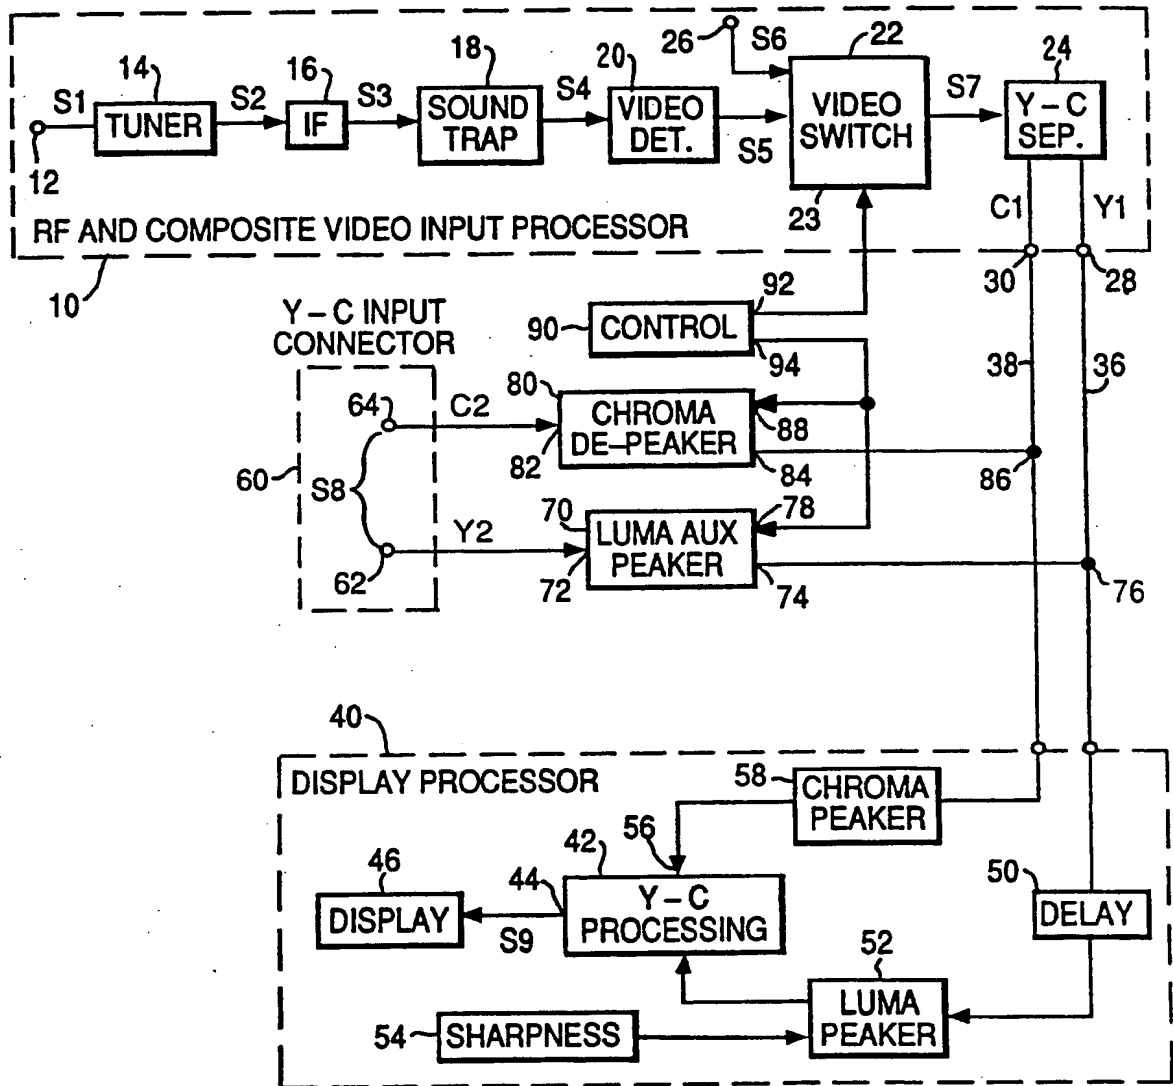 26
S6
22
14
16
18
20
24
S1
TUNER
S2
IF
S3
SOUND
TRAP
S4
VIDEO
DET.
S5
VIDEO
SWITCH
S7
Y-C
SEP.
12
23
C1
Y1
RF AND COMPOSITE VIDEO INPUT PROCESSOR
10
30
28
Y-C INPUT
CONNECTOR
90
CONTROL
92
94
38
36
64
C2
80
CHROMA
DE-PEAKER
88
82
84
86
60
S8
62
Y2
70
LUMA AUX
PEAKER
78
72
74
76
40
DISPLAY PROCESSOR
58
CHROMA
PEAKER
56
42
46
44
Y-C
PROCESSING
DISPLAY
S9
50
DELAY
52
LUMA
PEAKER
54
SHARPNESS